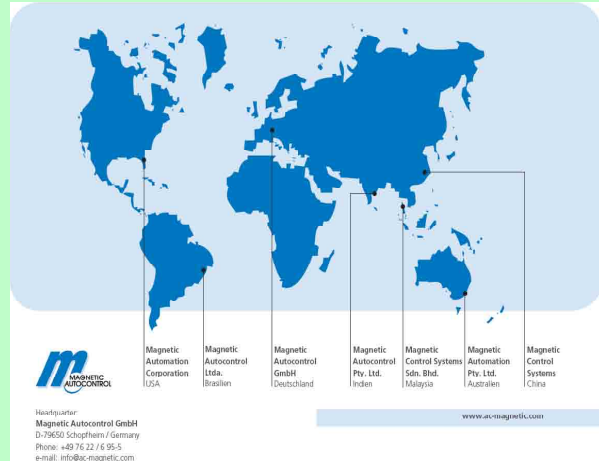 Magnetic
Automation
Corporation
USA
Magnetic
Autocontrol
Ltda.
Brasilien
Magnetic
Autocontrol
GmbH
Deutschland
Magnetic
Autocontrol
Pty. Ltd.
Indien
Magnetic
Control Systems
Sdn. Bhd.
Malaysia
Magnetic
Automation
Pty. Ltd.
Australien
Magnetic
Control
Systems
China
MAGNETIC
AUTOCONTROL
Headquarter:
Magnetic Autocontrol GmbH
D-79650 Schopfheim / Germany
Phone: +49 76 22 / 6 95-5
e-mail: info@ac-magnetic.com
www.ac-magnetic.com